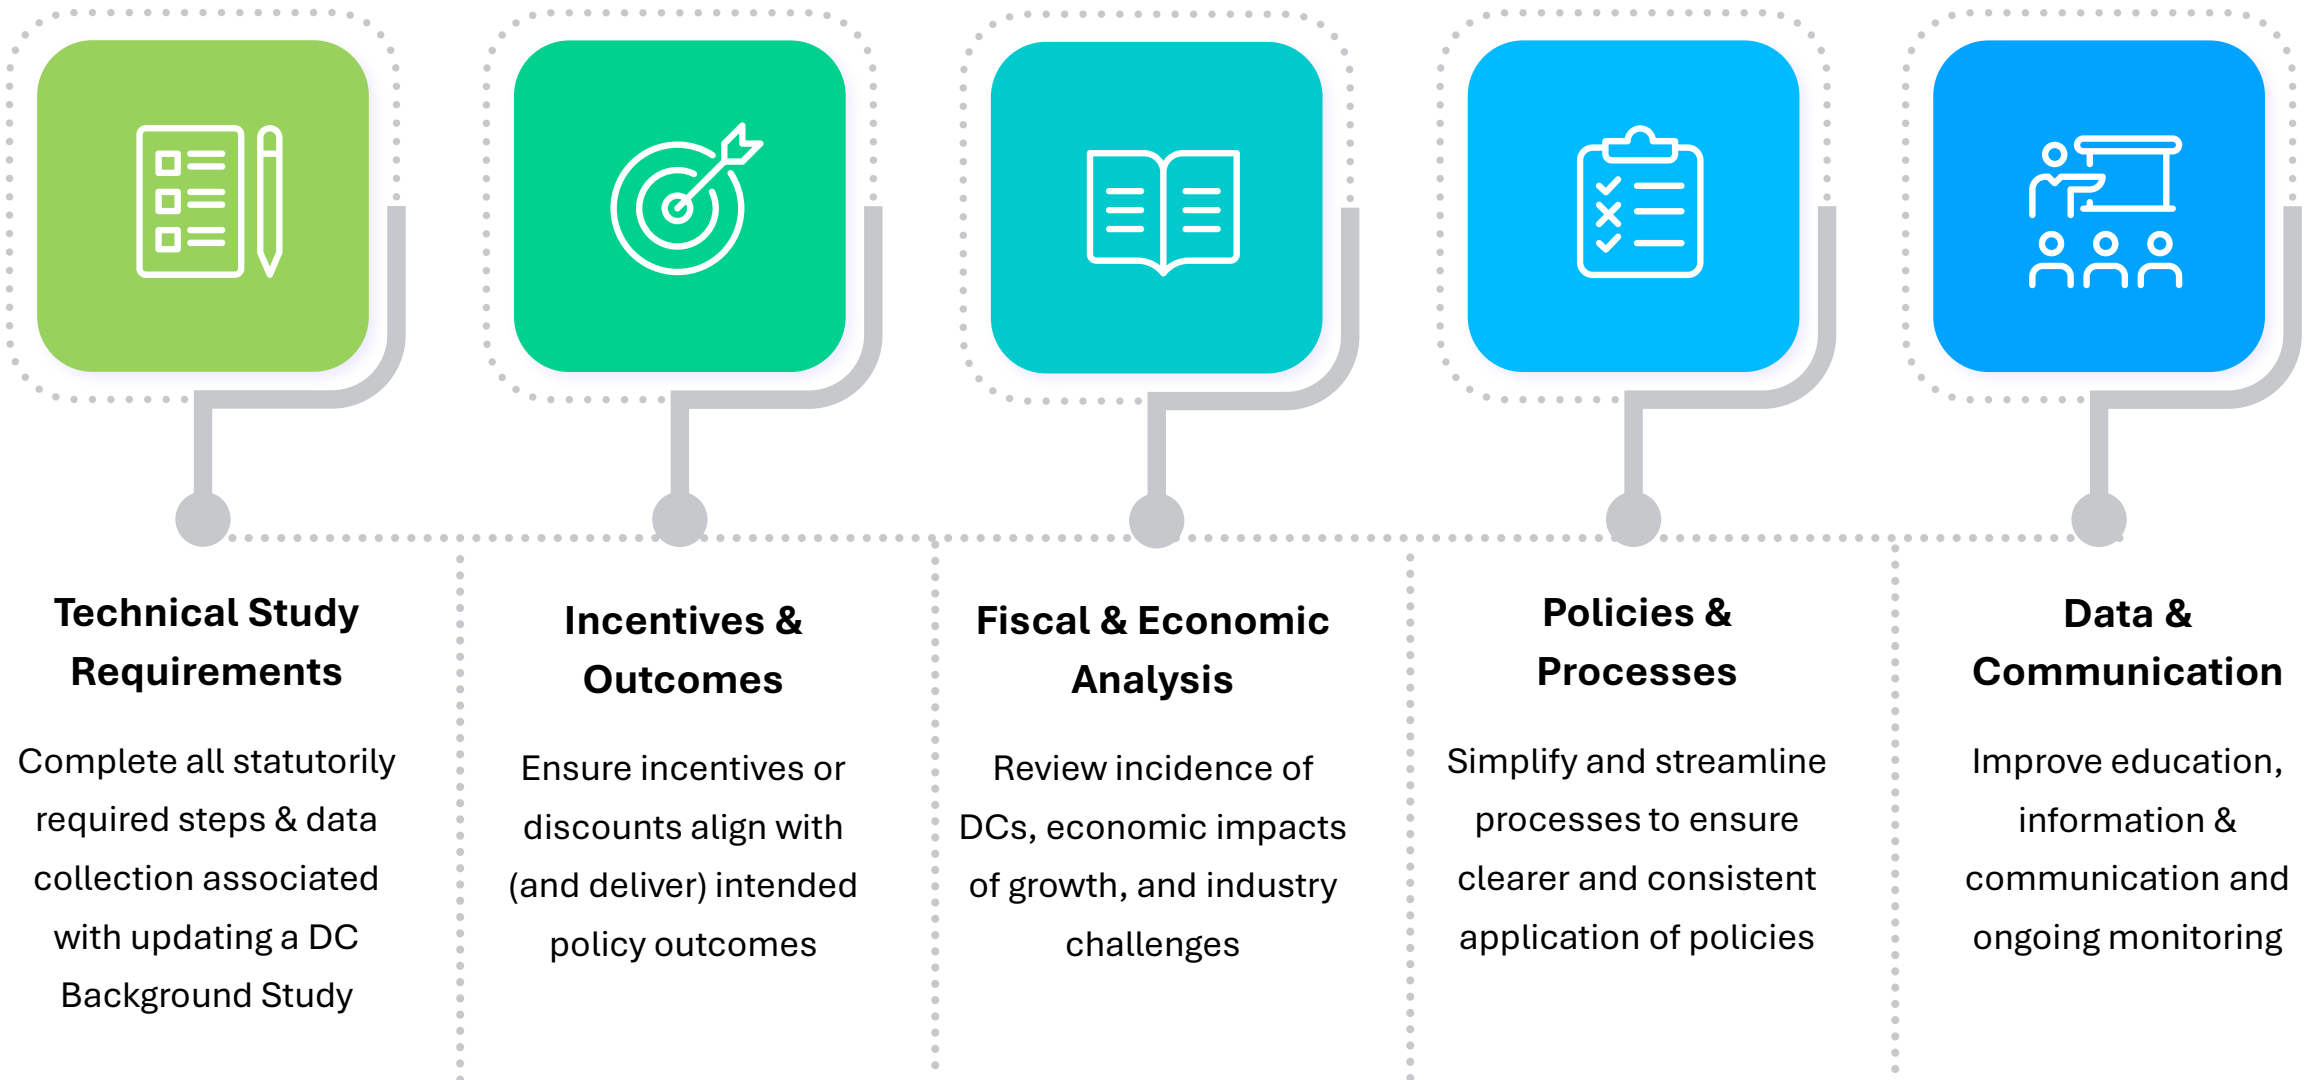 Technical Study
Requirements
Complete all statutorily
required steps & data
collection associated
with updating a DC
Background Study
Incentives &
Outcomes
Ensure incentives or
discounts align with
(and deliver) intended
policy outcomes
Fiscal & Economic
Analysis
Review incidence of
DCs, economic impacts
of growth, and industry
challenges
Policies &
Processes
Simplify and streamline
processes to ensure
clearer and consistent
application of policies
Data &
Communication
Improve education,
information &
communication and
ongoing monitoring